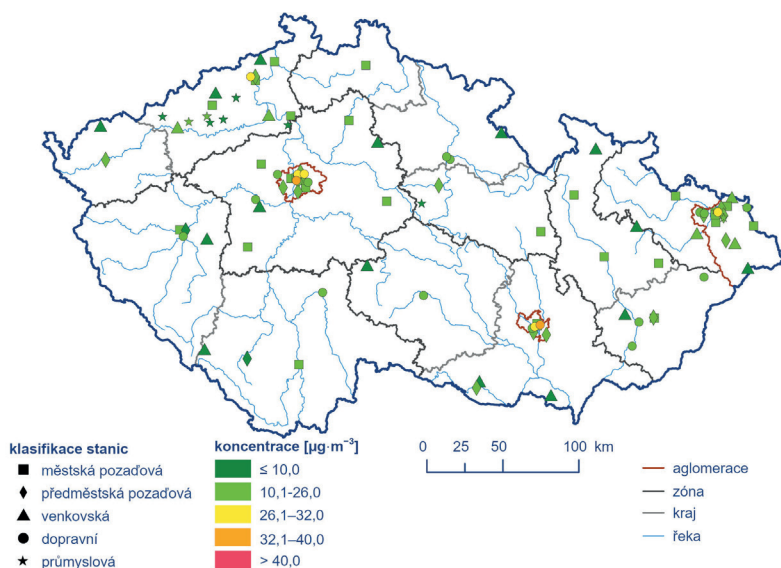 klasifikace stanic
městská pozaďová
předměstská pozaďová
venkovská
dopravní
průmyslová
koncentrace [µg·m⁻³]
≤ 10,0
10,1-26,0
26,1–32,0
32,1–40,0
> 40,0
0 25 50 100 km
aglomerace
zóna
kraj
řeka